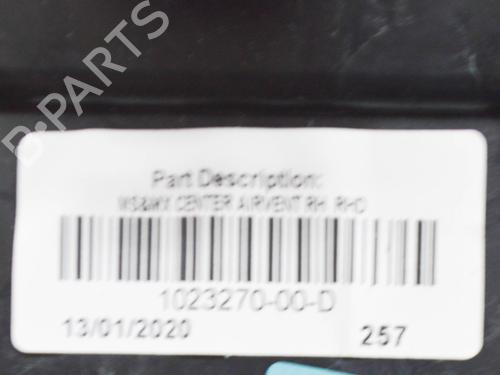 B-PARTS
Part Description:
MS&MX CENTER AIRVENT RH, RHD
1023270-00-D
13/01/2020 257